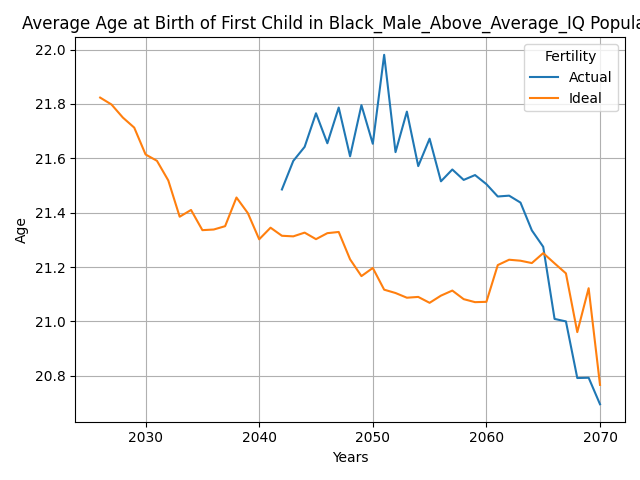 Average Age at Birth of First Child in Black_Male_Above_Average_IQ Popula
Fertility
Actual
Ideal
Age
22.0
21.8
21.6
21.4
21.2
21.0
20.8
2030 2040 2050 2060 2070
Years